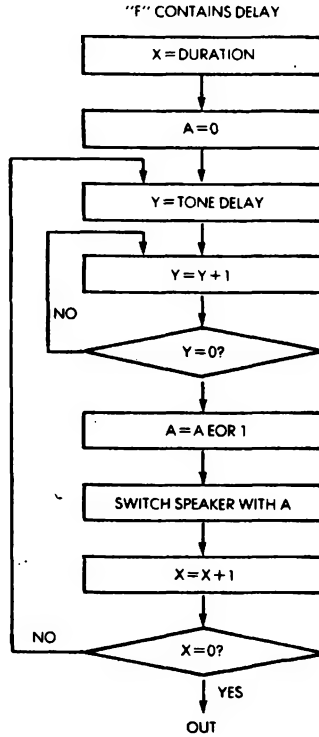 "F" CONTAINS DELAY
X=DURATION
A=0
Y=TONE DELAY
Y=Y+1
NO
Y=0?
A=A EOR 1
SWITCH SPEAKER WITH A
X=X+1
NO
X=0?
YES
OUT